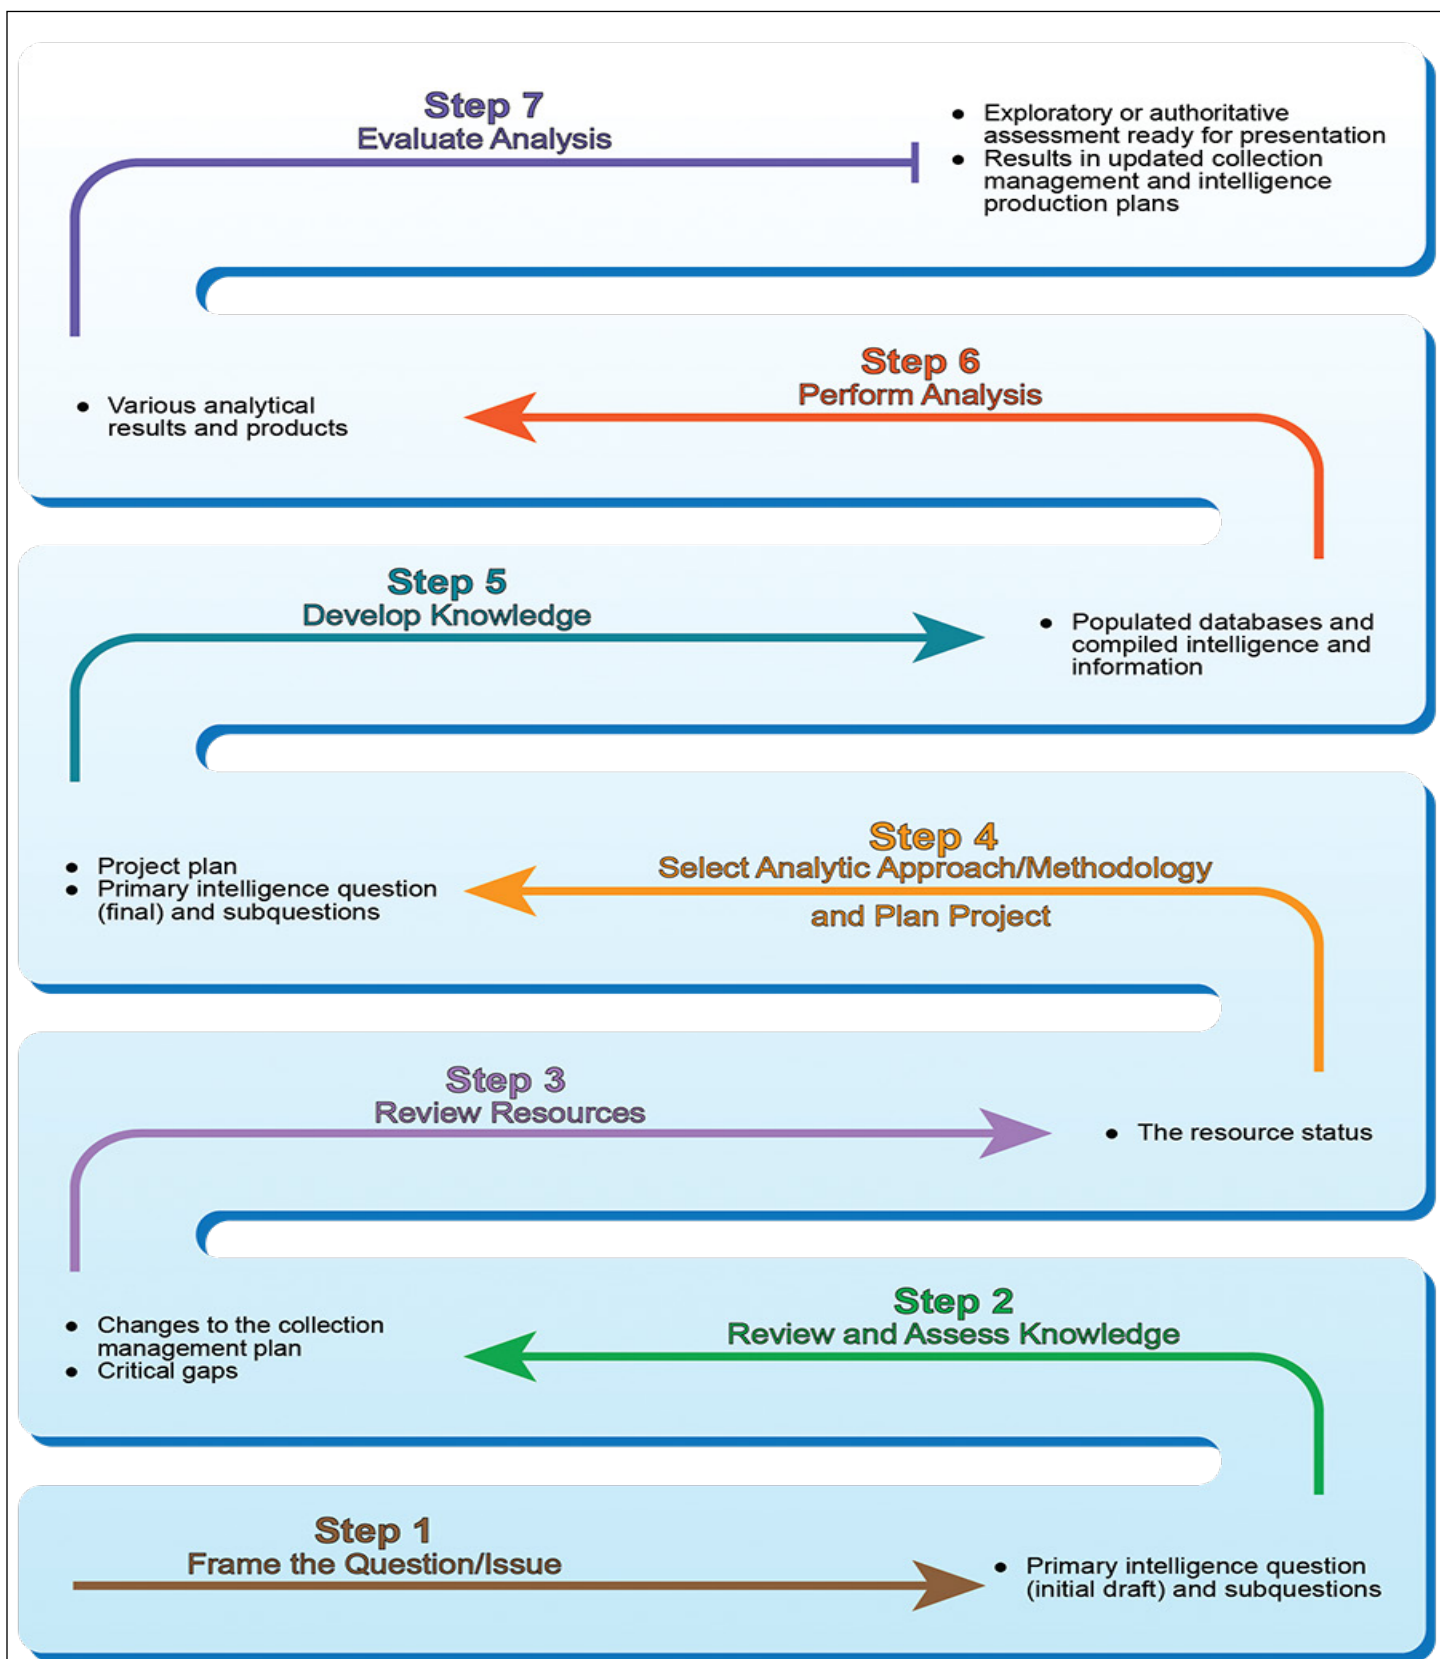 Step 7
Evaluate Analysis
● Exploratory or authoritative
assessment ready for presentation
● Results in updated collection
management and intelligence
production plans
Step 6
Perform Analysis
● Various analytical
results and products
Step 5
Develop Knowledge
● Populated databases and
compiled intelligence and
information
Step 4
Select Analytic Approach/Methodology
and Plan Project
● Project plan
● Primary intelligence question
(final) and subquestions
Step 3
Review Resources
● The resource status
Step 2
Review and Assess Knowledge
● Changes to the collection
management plan
● Critical gaps
Step 1
Frame the Question/Issue
● Primary intelligence question
(initial draft) and subquestions